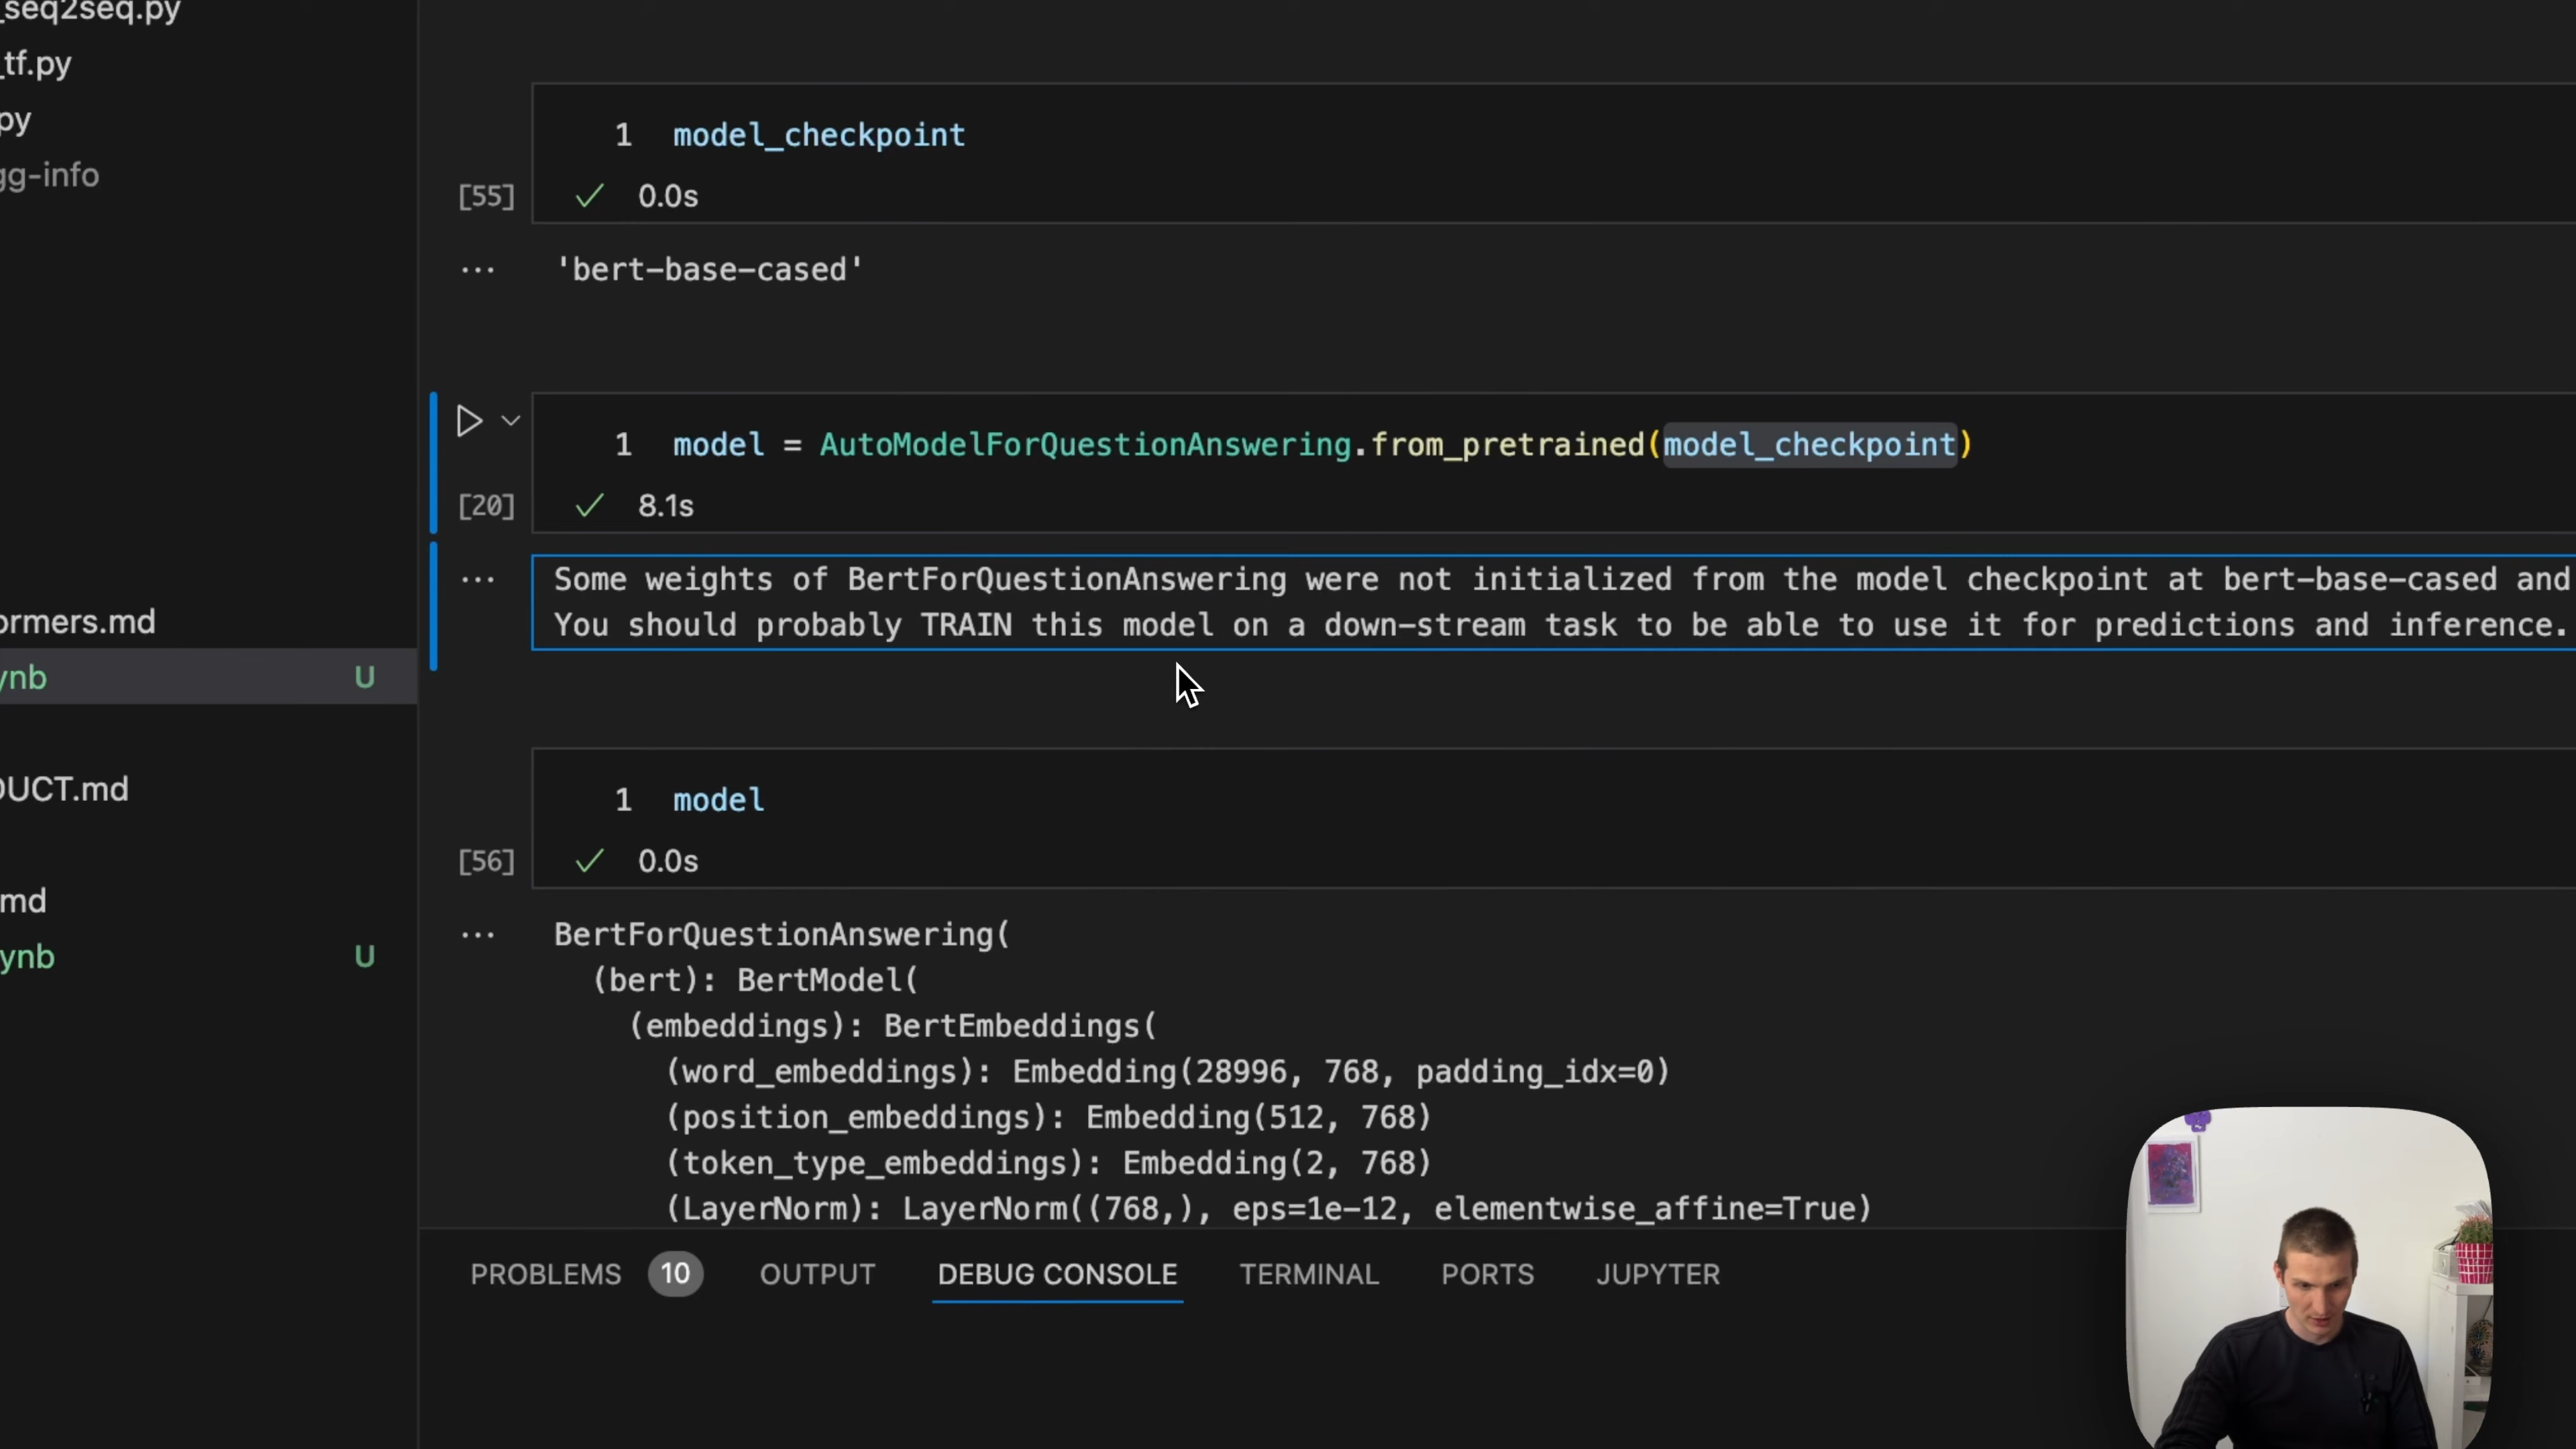 _seq2seq.py
_tf.py
py
gg-info
ormers.md
ynb U
DUCT.md
md
ynb U
1 model_checkpoint
[55] 0.0s
... 'bert-base-cased'
1 model = AutoModelForQuestionAnswering.from_pretrained(model_checkpoint)
[20] 8.1s
... Some weights of BertForQuestionAnswering were not initialized from the model checkpoint at bert-base-cased and
You should probably TRAIN this model on a down-stream task to be able to use it for predictions and inference.
1 model
[56] 0.0s
... BertForQuestionAnswering(
(bert): BertModel(
(embeddings): BertEmbeddings(
(word_embeddings): Embedding(28996, 768, padding_idx=0)
(position_embeddings): Embedding(512, 768)
(token_type_embeddings): Embedding(2, 768)
(LayerNorm): LayerNorm((768,), eps=1e-12, elementwise_affine=True)
PROBLEMS 10 OUTPUT DEBUG CONSOLE TERMINAL PORTS JUPYTER